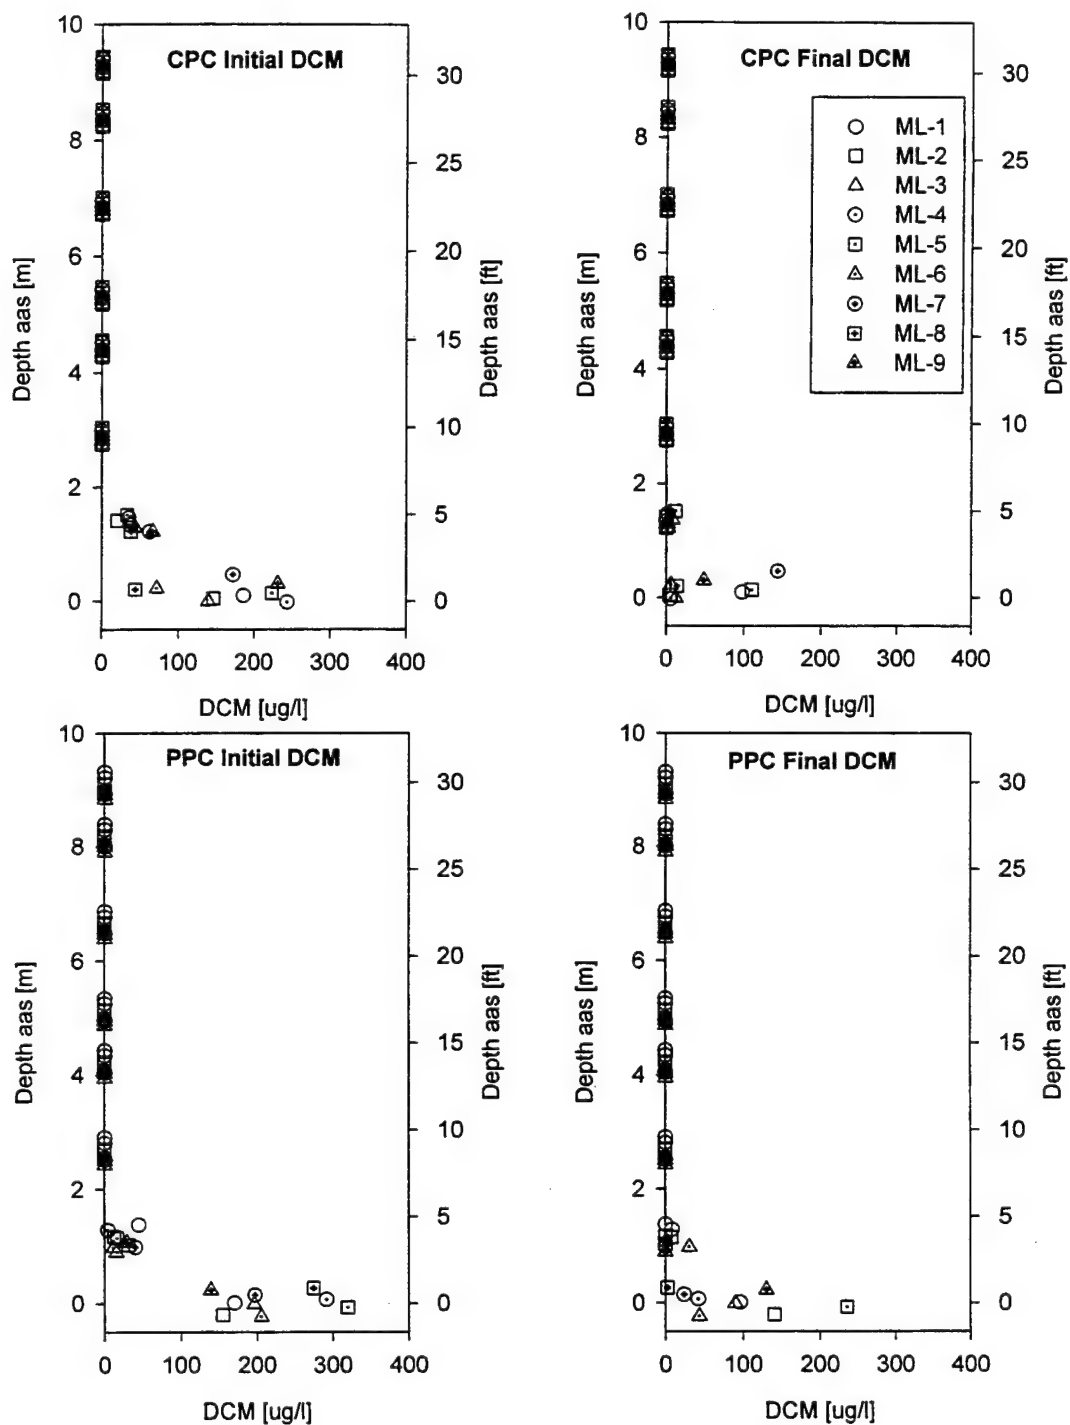 CPC Initial DCM
10
8
6
4
2
0
Depth aas [m]
30
25
20
15
10
5
0
Depth aas [ft]
0 100 200 300 400
DCM [ug/l]
CPC Final DCM
ML-1
ML-2
ML-3
ML-4
ML-5
ML-6
ML-7
ML-8
ML-9
10
8
6
4
2
0
Depth aas [m]
30
25
20
15
10
5
0
Depth aas [ft]
0 100 200 300 400
DCM [ug/l]
PPC Initial DCM
10
8
6
4
2
0
Depth aas [m]
30
25
20
15
10
5
0
Depth aas [ft]
0 100 200 300 400
DCM [ug/l]
PPC Final DCM
10
8
6
4
2
0
Depth aas [m]
30
25
20
15
10
5
0
Depth aas [ft]
0 100 200 300 400
DCM [ug/l]